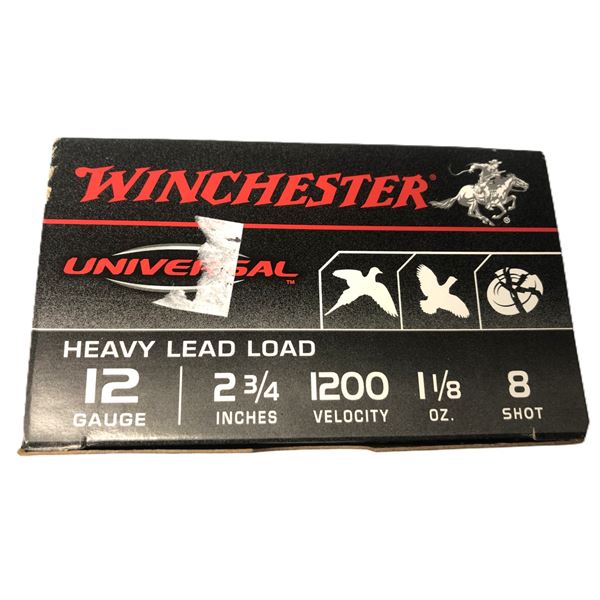 WINCHESTER ®
UNIVERSAL ™
HEAVY LEAD LOAD
12 2 3/4 1200 1 1/8 8
GAUGE INCHES VELOCITY OZ. SHOT